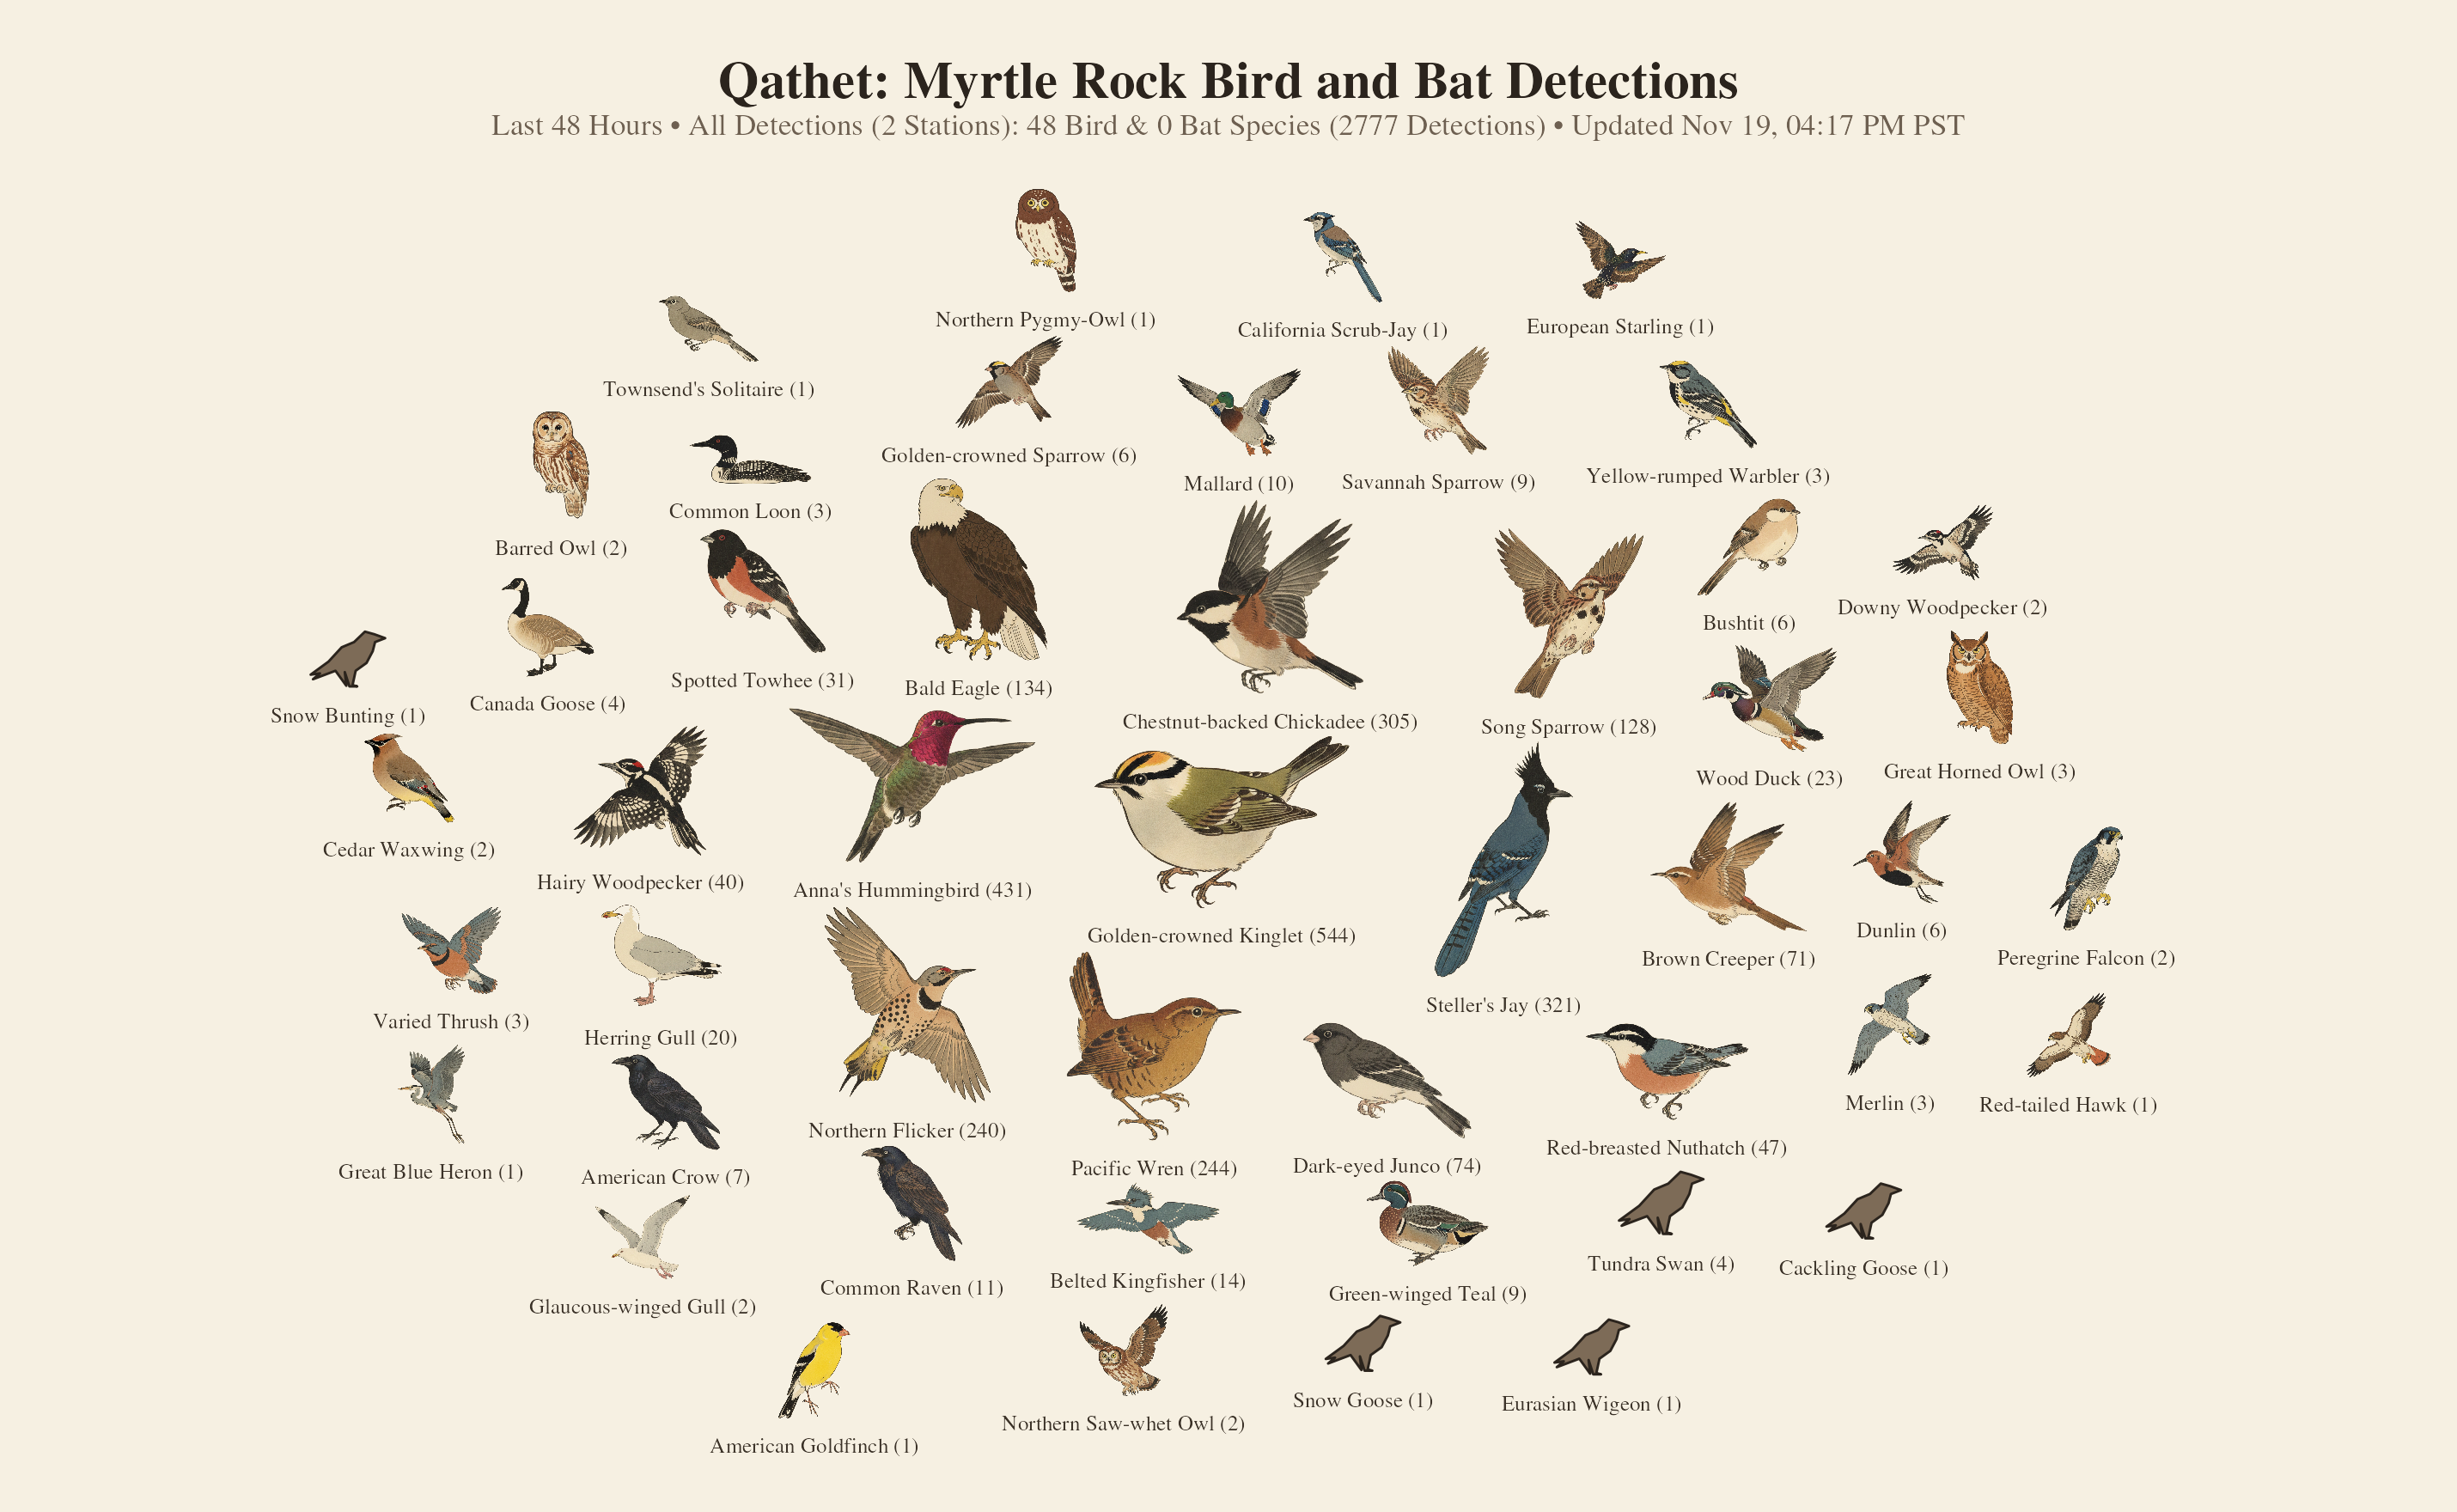 Qathet: Myrtle Rock Bird and Bat Detections
Last 48 Hours • All Detections (2 Stations): 48 Bird & 0 Bat Species (2777 Detections) • Updated Nov 19, 04:17 PM PST
Northern Pygmy-Owl (1)
California Scrub-Jay (1)
European Starling (1)
Townsend's Solitaire (1)
Golden-crowned Sparrow (6)
Mallard (10)
Savannah Sparrow (9)
Yellow-rumped Warbler (3)
Common Loon (3)
Barred Owl (2)
Downy Woodpecker (2)
Bushtit (6)
Spotted Towhee (31)
Bald Eagle (134)
Canada Goose (4)
Snow Bunting (1)
Chestnut-backed Chickadee (305)
Song Sparrow (128)
Wood Duck (23)
Great Horned Owl (3)
Cedar Waxwing (2)
Hairy Woodpecker (40)
Anna's Hummingbird (431)
Golden-crowned Kinglet (544)
Dunlin (6)
Brown Creeper (71)
Peregrine Falcon (2)
Steller's Jay (321)
Varied Thrush (3)
Herring Gull (20)
Merlin (3)
Red-tailed Hawk (1)
Northern Flicker (240)
Red-breasted Nuthatch (47)
Dark-eyed Junco (74)
Pacific Wren (244)
Great Blue Heron (1)
American Crow (7)
Tundra Swan (4)
Cackling Goose (1)
Belted Kingfisher (14)
Common Raven (11)
Green-winged Teal (9)
Glaucous-winged Gull (2)
Snow Goose (1)
Eurasian Wigeon (1)
Northern Saw-whet Owl (2)
American Goldfinch (1)